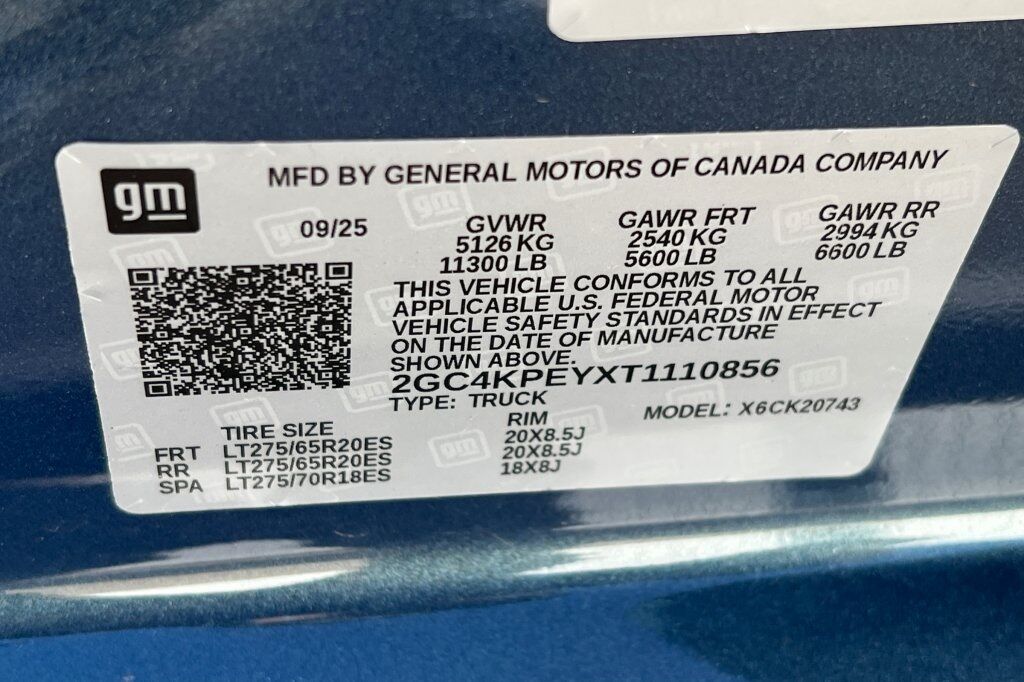 gm
MFD BY GENERAL MOTORS OF CANADA COMPANY
09/25 GVWR GAWR FRT GAWR RR
5126 KG 2540 KG 2994 KG
11300 LB 5600 LB 6600 LB
THIS VEHICLE CONFORMS TO ALL
APPLICABLE U.S. FEDERAL MOTOR
VEHICLE SAFETY STANDARDS IN EFFECT
ON THE DATE OF MANUFACTURE
SHOWN ABOVE.
2GC4KPEYXT1110856
TYPE: TRUCK MODEL: X6CK20743
TIRE SIZE RIM
FRT LT275/65R20ES 20X8.5J
RR LT275/65R20ES 20X8.5J
SPA LT275/70R18ES 18X8J